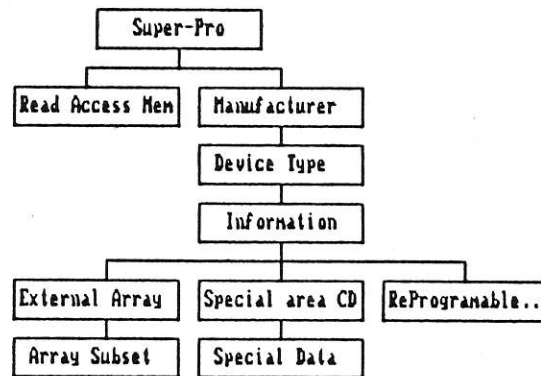 Super-Pro
Read Access Mem
Manufacturer
Device Type
Information
External Array
Special area CD
ReProgramable..
Array Subset
Special Data